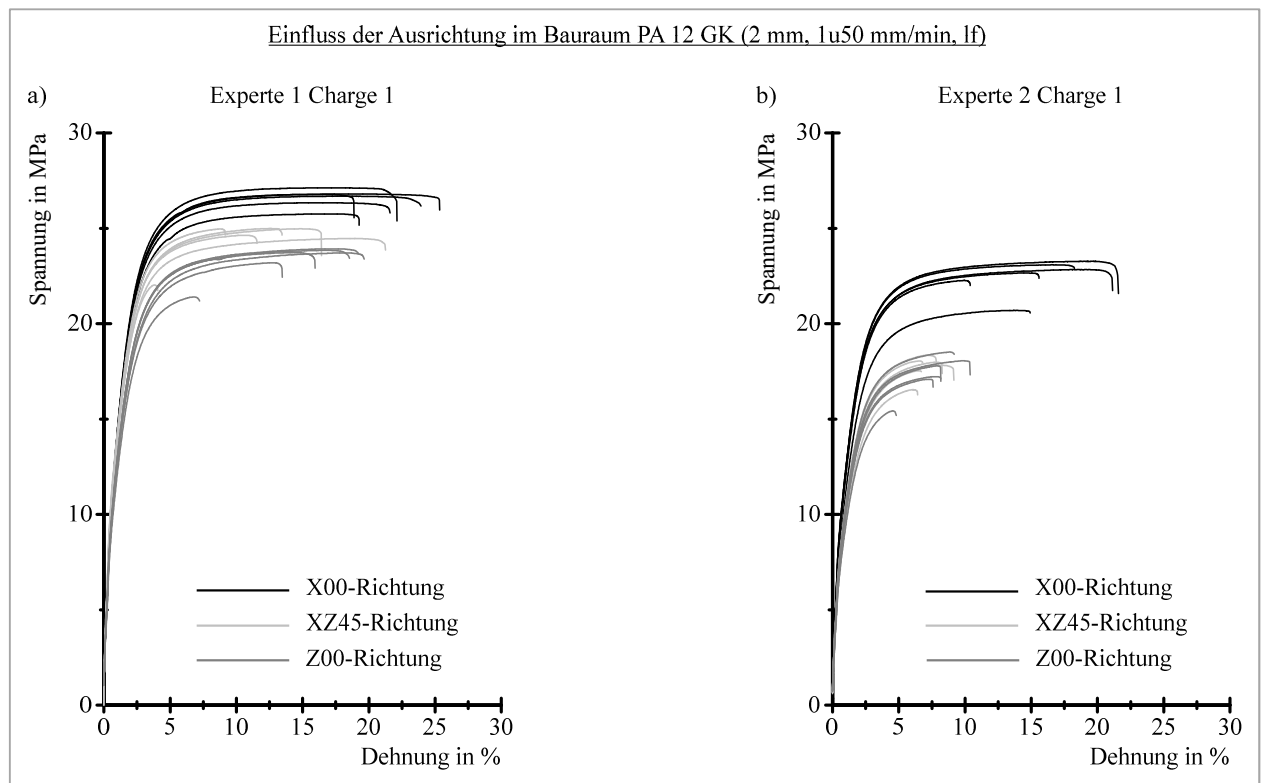 Einfluss der Ausrichtung im Bauraum PA 12 GK (2 mm, 1u50 mm/min, lf)
a)
Experte 1 Charge 1
Spannung in MPa
30
20
10
0
0 5 10 15 20 25 30
Dehnung in %
X00-Richtung
XZ45-Richtung
Z00-Richtung
b)
Experte 2 Charge 1
Spannung in MPa
30
20
10
0
0 5 10 15 20 25 30
Dehnung in %
X00-Richtung
XZ45-Richtung
Z00-Richtung